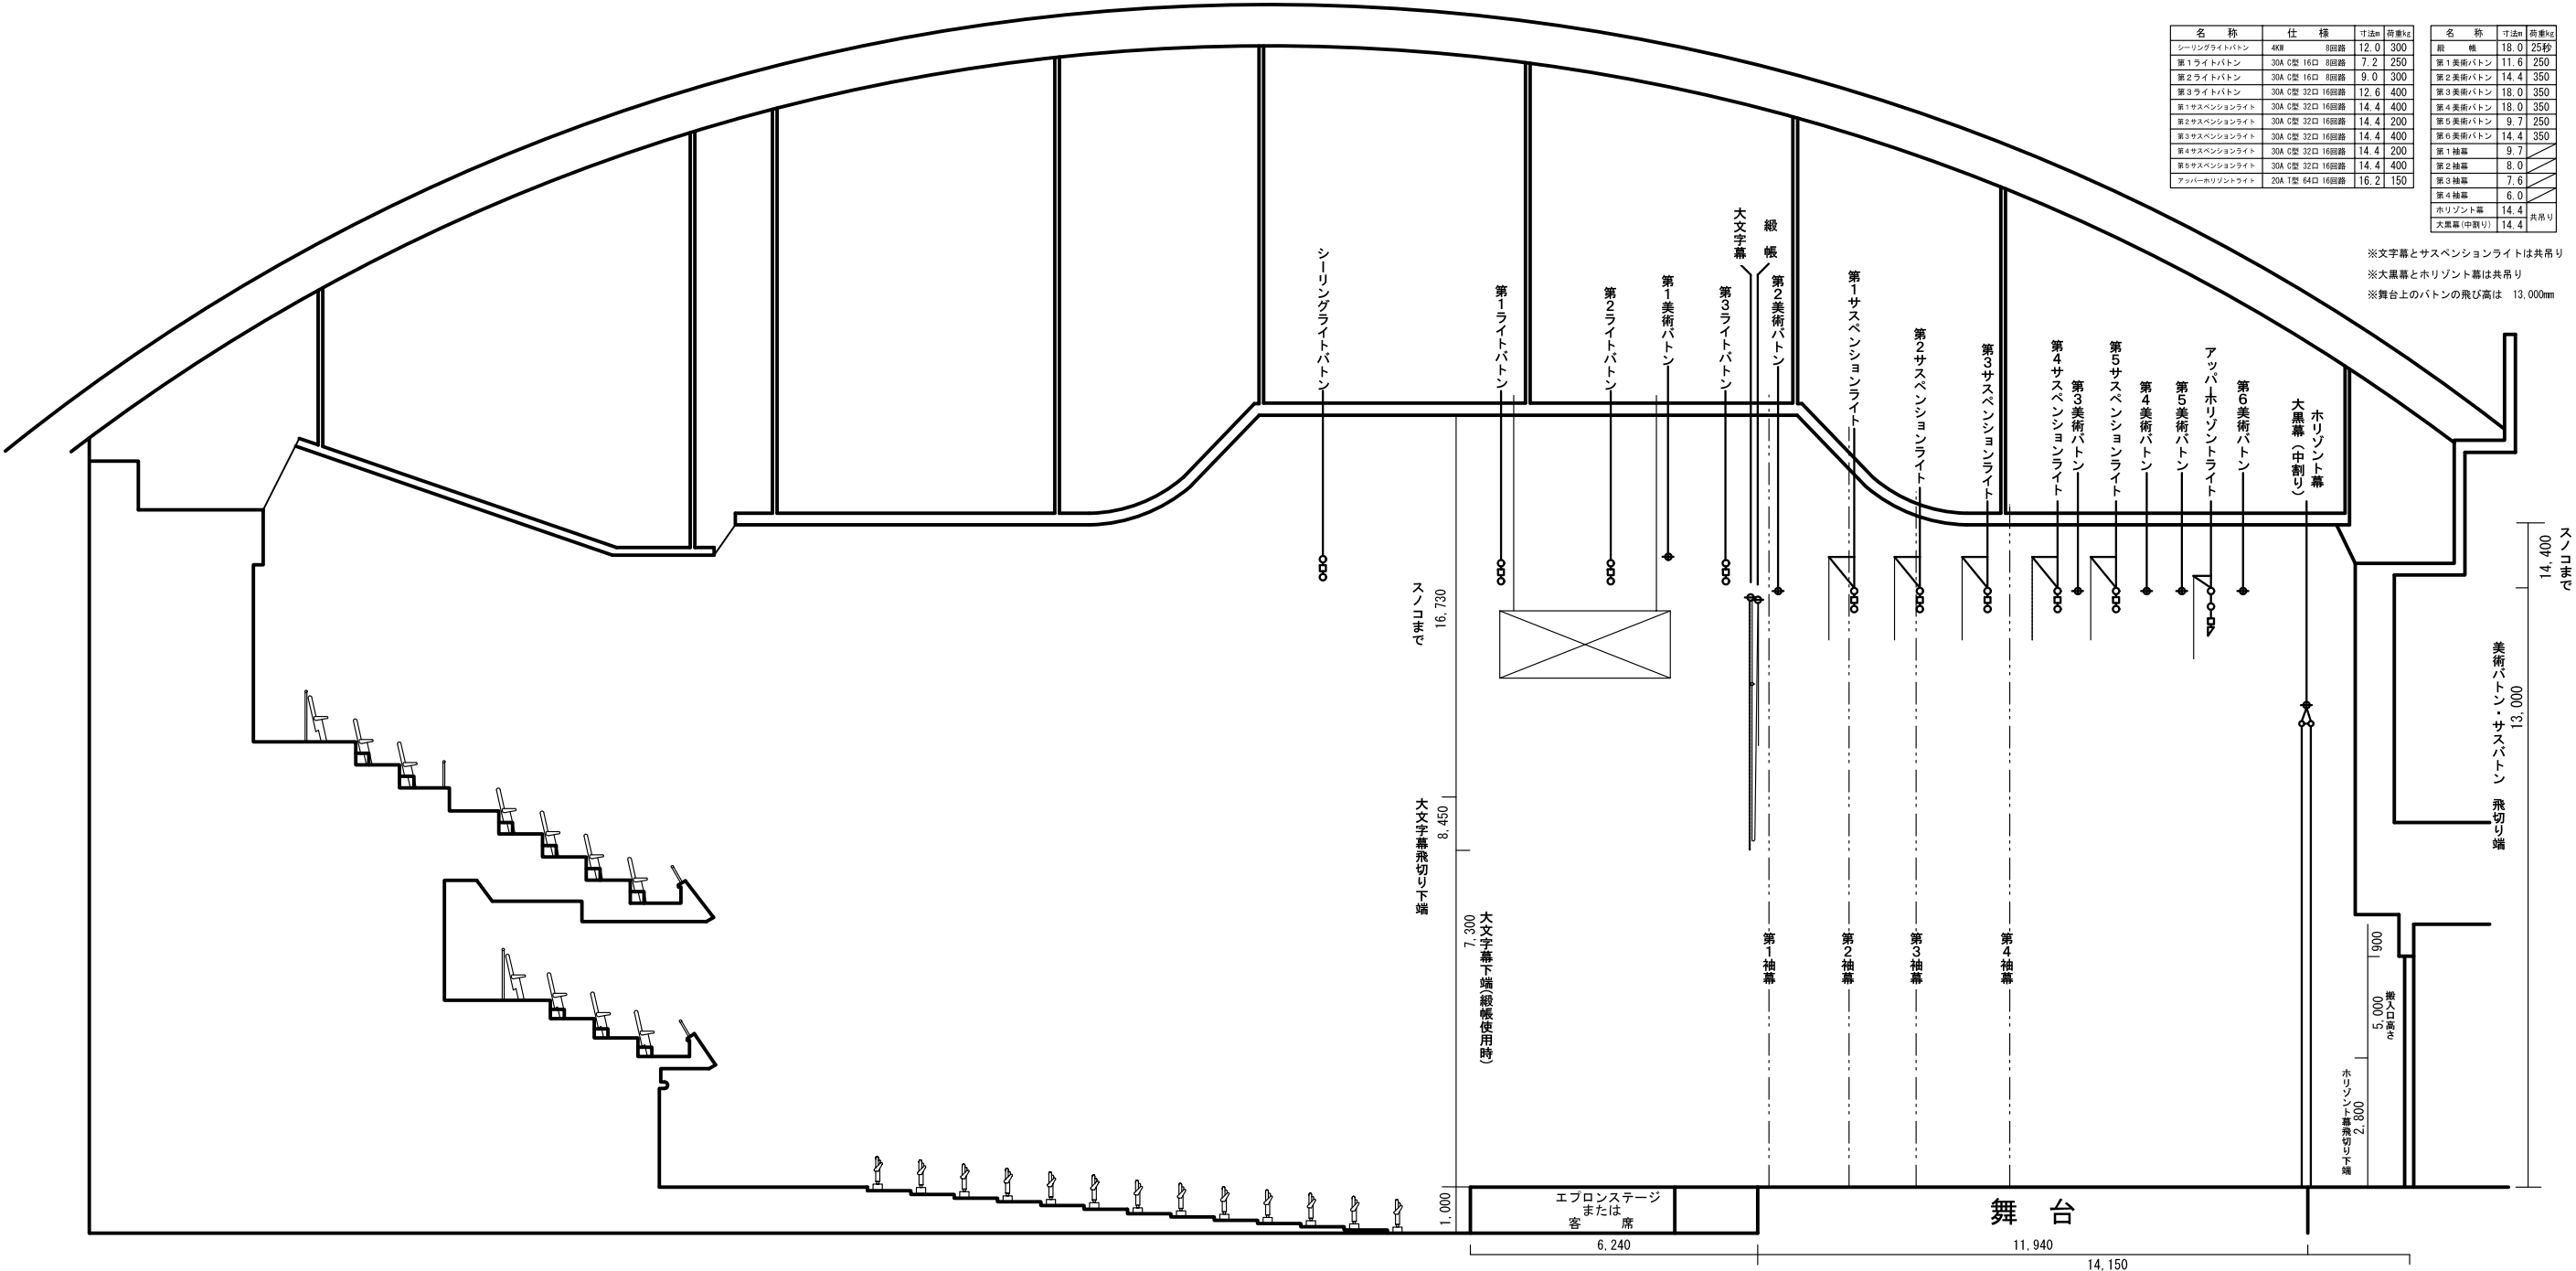 名　称 仕　様 寸法m 荷重kg
シーリングライトバトン 4KW 8回路 12.0 300
第1ライトバトン 30A C型 16口 8回路 7.2 250
第2ライトバトン 30A C型 16口 8回路 9.0 300
第3ライトバトン 30A C型 32口 16回路 12.6 400
第1サスペンションライト 30A C型 32口 16回路 14.4 400
第2サスペンションライト 30A C型 32口 16回路 14.4 200
第3サスペンションライト 30A C型 32口 16回路 14.4 400
第4サスペンションライト 30A C型 32口 16回路 14.4 200
第5サスペンションライト 30A C型 32口 16回路 14.4 400
アッパーホリゾントライト 20A T型 64口 16回路 16.2 150
名　称 寸法m 荷重kg
緞　帳 18.0 25秒
第1美術バトン 11.6 250
第2美術バトン 14.4 350
第3美術バトン 18.0 350
第4美術バトン 18.0 350
第5美術バトン 9.7 250
第6美術バトン 14.4 350
第1袖幕 9.7
第2袖幕 8.0
第3袖幕 7.6
第4袖幕 6.0
ホリゾント幕 14.4 共吊り
大黒幕(中割り) 14.4
※文字幕とサスペンションライトは共吊り
※大黒幕とホリゾント幕は共吊り
※舞台上のバトンの飛び高は　13,000mm
シーリングライトバトン
第1ライトバトン
第2ライトバトン
第1美術バトン
第3ライトバトン
大文字幕
緞　帳
第2美術バトン
第1サスペンションライト
第2サスペンションライト
第3サスペンションライト
第4サスペンションライト
第3美術バトン
第5サスペンションライト
第4美術バトン
第5美術バトン
アッパーホリゾントライト
第6美術バトン
大黒幕（中割り）
ホリゾント幕
スノコまで
14,400
スノコまで
16,730
美術バトン・サスバトン　飛切り端
13,000
大文字幕飛切り下端
8,450
大文字幕下端(緞帳使用時)
7,300
第1袖幕
第2袖幕
第3袖幕
第4袖幕
900
搬入口高さ
5,000
ホリゾント幕飛切り下端
2,800
1,000
エプロンステージ
または
客　席
舞　台
6,240
11,940
14,150